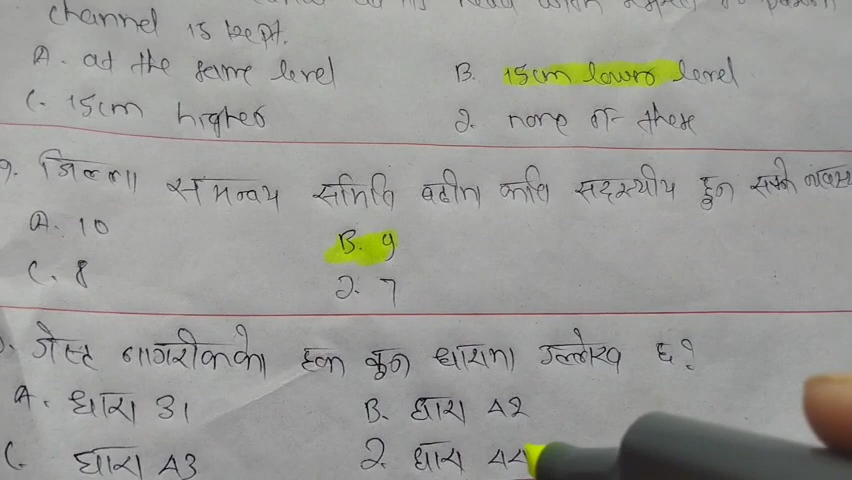 channel is kept.
A. at the same level B. 15cm lower level
C. 15cm higher D. none of these
9. जिल्ला समन्वय समिति बढीमा कति सदस्यीय हुन सक्ने
A. 10 B. 9
C. 8 D. 7
जेष्ठ नागरीकको हक कुन धारामा उल्लेख छ?
A. धारा 31 B. धारा 42
C. धारा 43 D. धारा 44